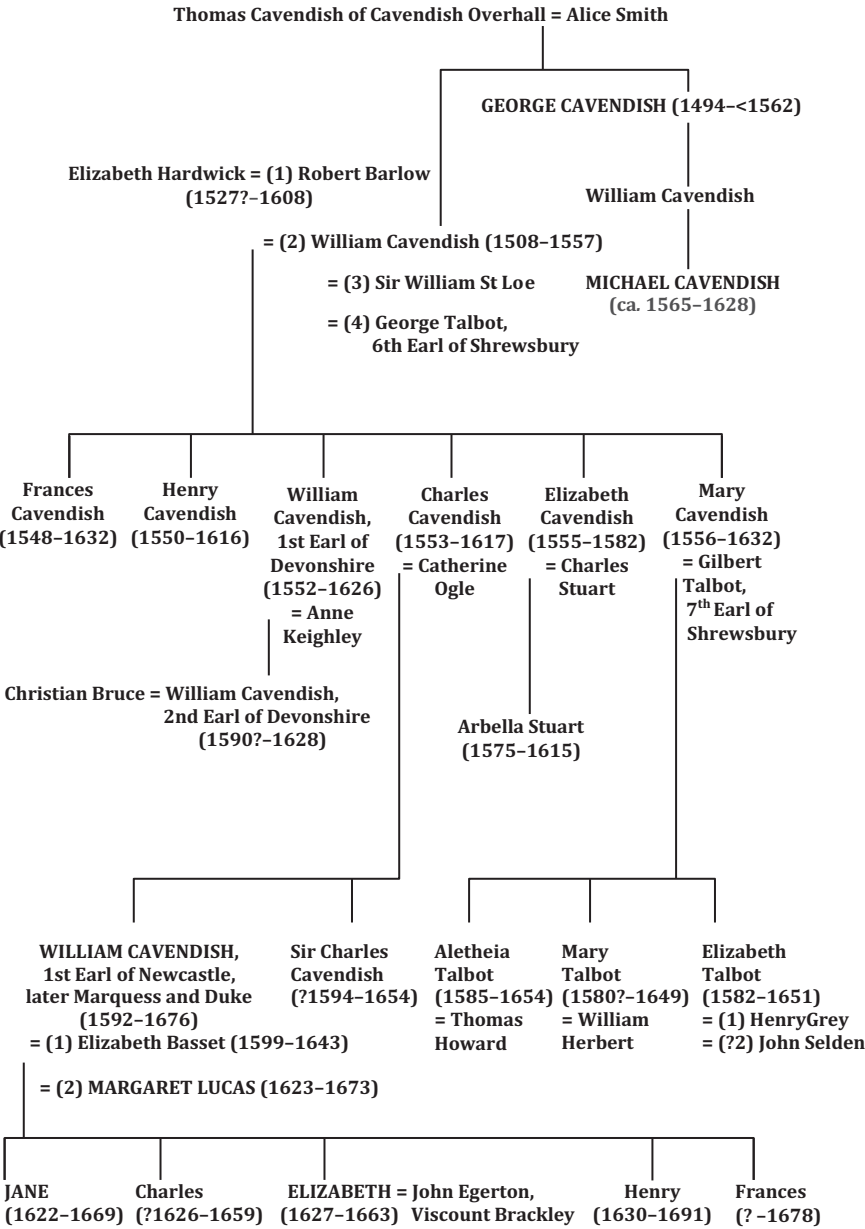 Thomas Cavendish of Cavendish Overhall = Alice Smith
GEORGE CAVENDISH (1494–<1562)
Elizabeth Hardwick = (1) Robert Barlow
(1527?–1608)
William Cavendish
= (2) William Cavendish (1508–1557)
= (3) Sir William St Loe
MICHAEL CAVENDISH
(ca. 1565–1628)
= (4) George Talbot,
6th Earl of Shrewsbury
Frances
Cavendish
(1548–1632)
Henry
Cavendish
(1550–1616)
William
Cavendish,
1st Earl of
Devonshire
(1552–1626)
= Anne
Keighley
Charles
Cavendish
(1553–1617)
= Catherine
Ogle
Elizabeth
Cavendish
(1555–1582)
= Charles
Stuart
Mary
Cavendish
(1556–1632)
= Gilbert
Talbot,
7th Earl of
Shrewsbury
Christian Bruce = William Cavendish,
2nd Earl of Devonshire
(1590?–1628)
Arbella Stuart
(1575–1615)
WILLIAM CAVENDISH,
1st Earl of Newcastle,
later Marquess and Duke
(1592–1676)
= (1) Elizabeth Basset (1599–1643)
= (2) MARGARET LUCAS (1623–1673)
Sir Charles
Cavendish
(?1594–1654)
Aletheia
Talbot
(1585–1654)
= Thomas
Howard
Mary
Talbot
(1580?–1649)
= William
Herbert
Elizabeth
Talbot
(1582–1651)
= (1) HenryGrey
= (?2) John Selden
JANE
(1622–1669)
Charles
(?1626–1659)
ELIZABETH = John Egerton,
(1627–1663) Viscount Brackley
Henry
(1630–1691)
Frances
(? –1678)